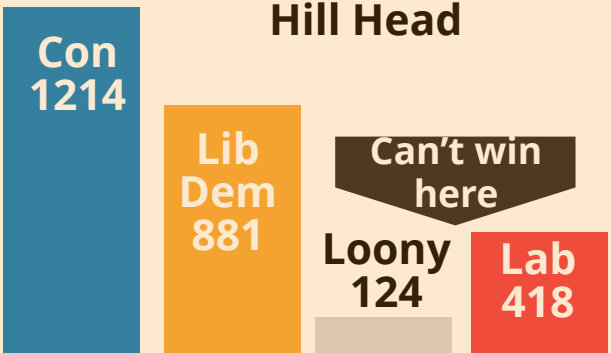 Hill Head
Con
1214
Lib
Dem
881
Can’t win
here
Loony
124
Lab
418